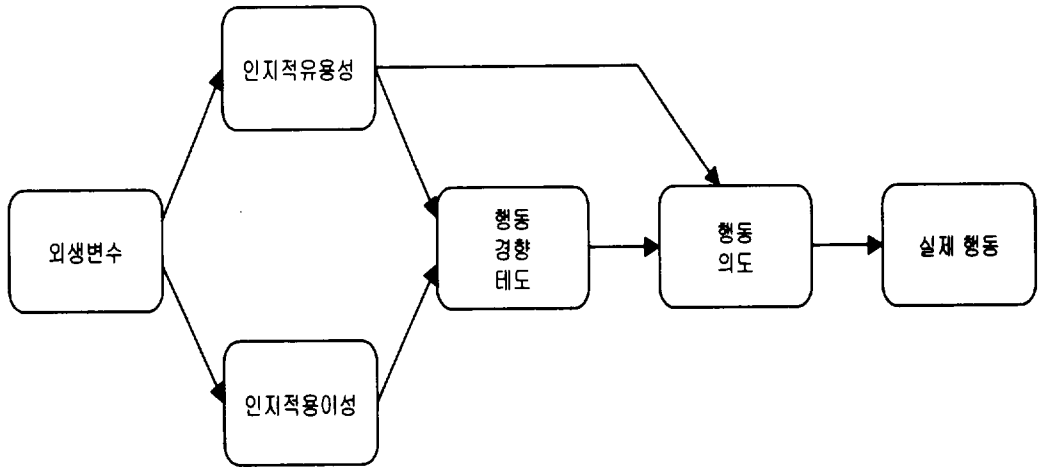 인지적유용성
외생변수
행동
경향
테도
행동
의도
실제 행동
인지적용이성